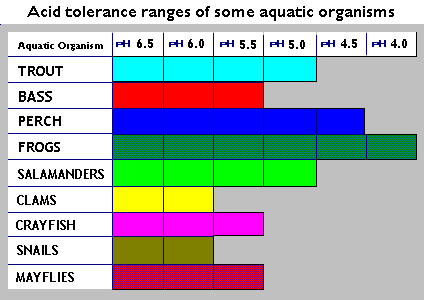 Acid tolerance ranges of some aquatic organisms
Aquatic Organism pH 6.5 pH 6.0 pH 5.5 pH 5.0 pH 4.5 pH 4.0
TROUT
BASS
PERCH
FROGS
SALAMANDERS
CLAMS
CRAYFISH
SNAILS
MAYFLIES